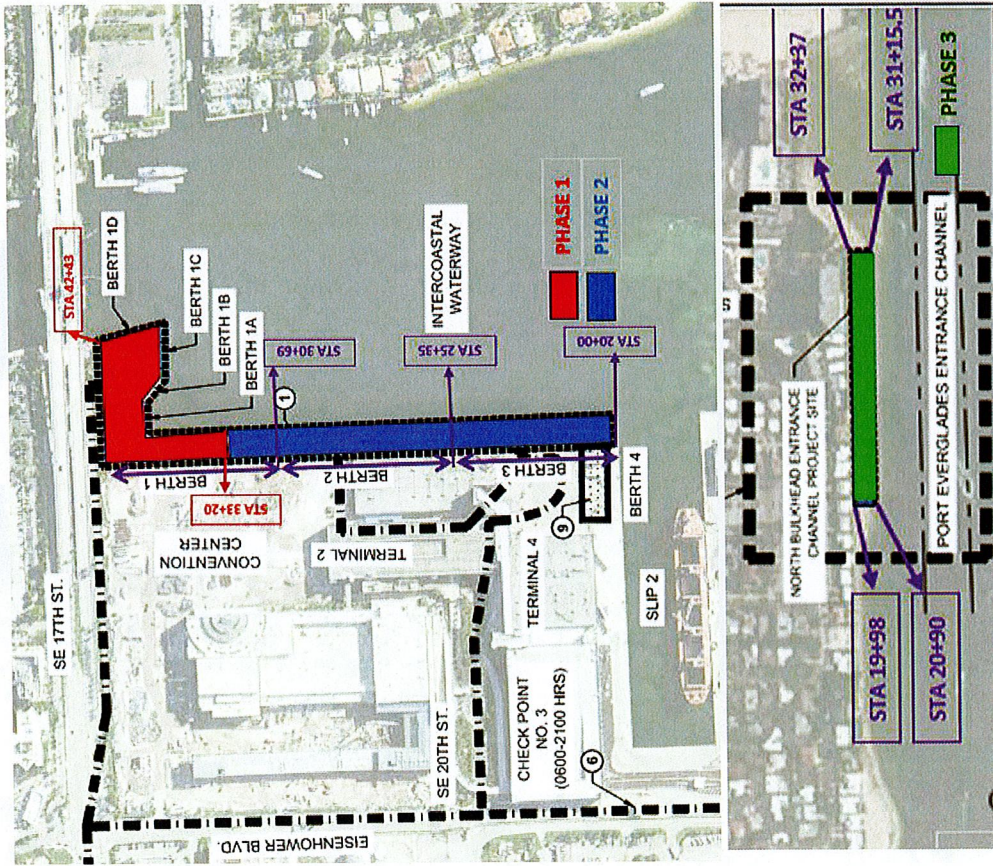 SE 17TH ST.
STA 42+43
BERTH 1D
BERTH 1C
BERTH 1B
BERTH 1A
BERTH 1
STA 33+20
CONVENTION
CENTER
STA 30+69
1
BERTH 2
TERMINAL 2
STA 25+35
INTERCOASTAL
WATERWAY
BERTH 3
STA 20+00
PHASE 1
PHASE 2
9
BERTH 4
TERMINAL 4
SLIP 2
SE 20TH ST.
CHECK POINT
NO. 3
(0600-2100 HRS)
6
EISENHOWER BLVD.
STA 32+37
STA 31+15.5
NORTH BULKHEAD ENTRANCE
CHANNEL PROJECT SITE
STA 19+98
STA 20+90
PORT EVERGLADES ENTRANCE CHANNEL
PHASE 3